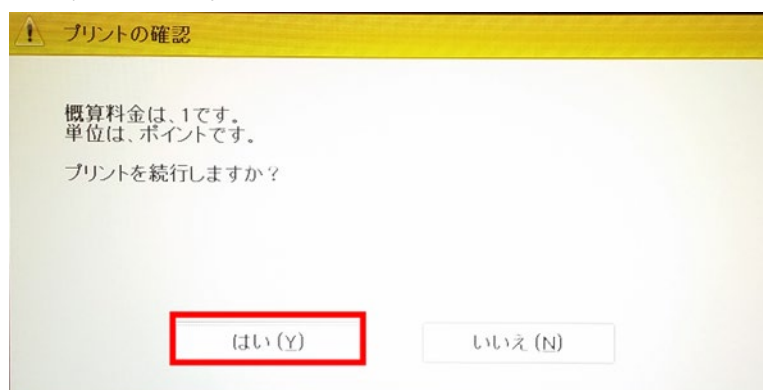 プリントの確認
概算料金は、1です。
単位は、ポイントです。
プリントを続行しますか？
はい(Y)
いいえ(N)